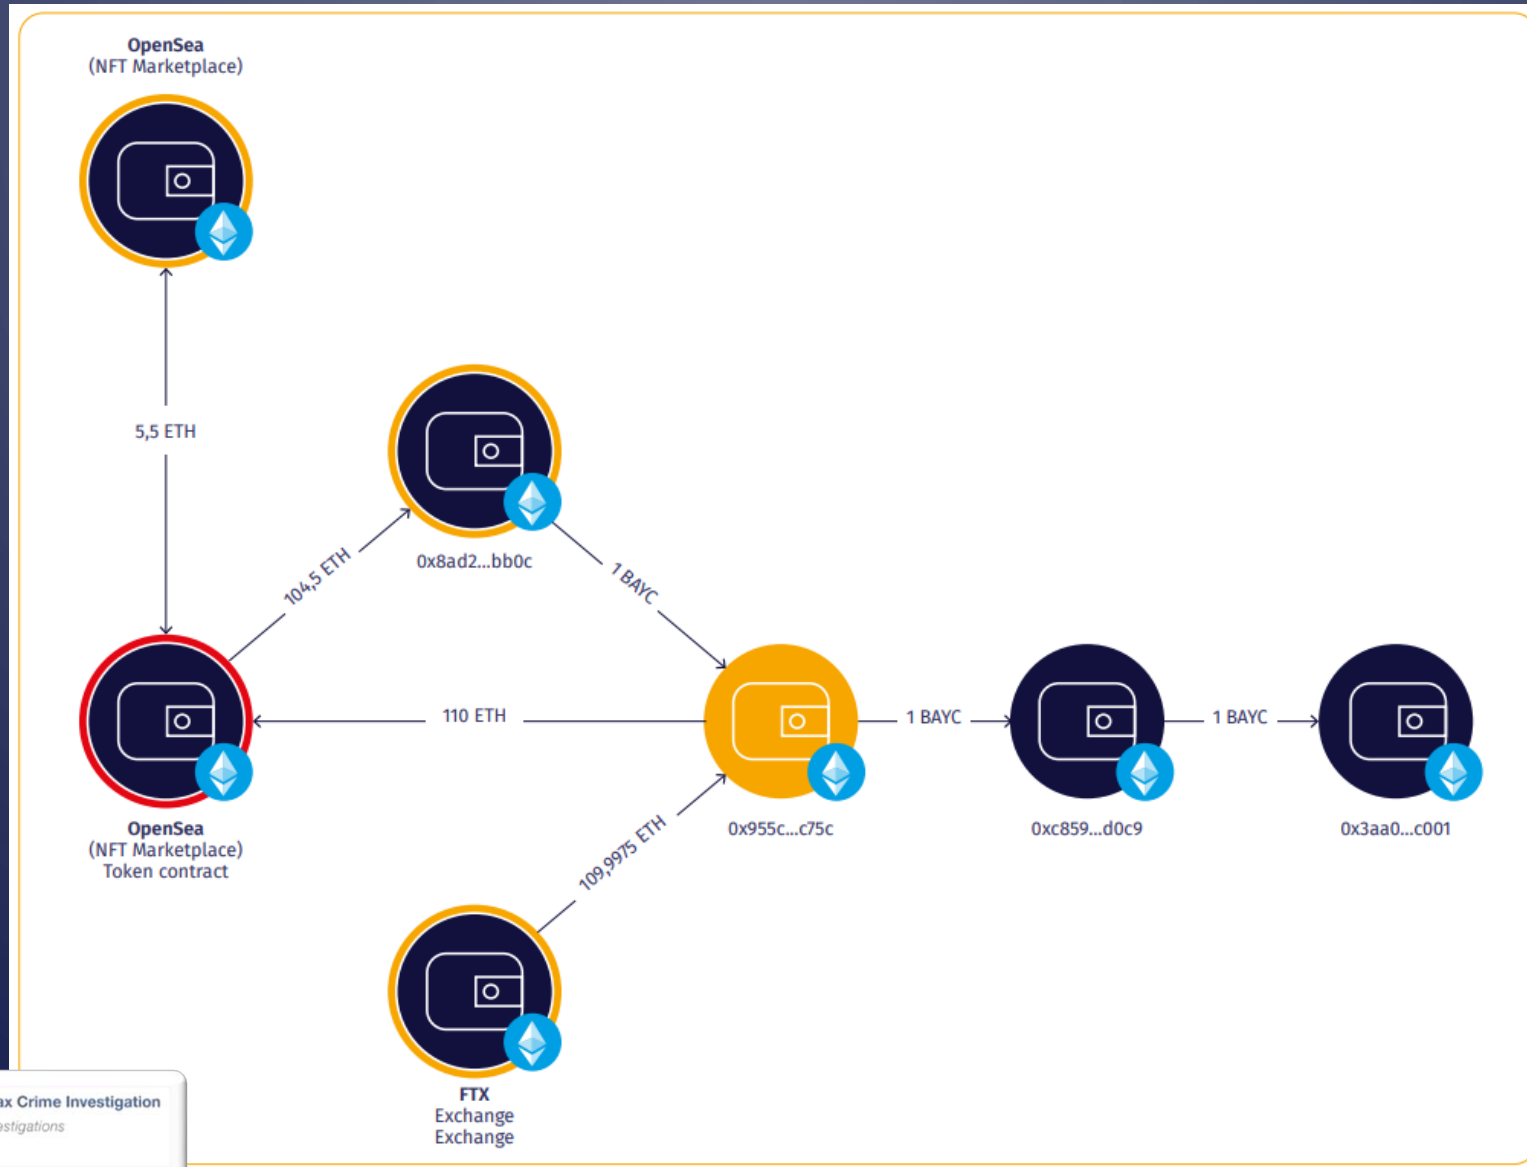 OpenSea
(NFT Marketplace)
5,5 ETH
104,5 ETH
0x8ad2...bb0c
1 BAYC
110 ETH
1 BAYC
1 BAYC
OpenSea
(NFT Marketplace)
Token contract
109,9975 ETH
0x955c...c75c
0xc859...d0c9
0x3aa0...c001
FTX
Exchange
Exchange
Crime Investigation